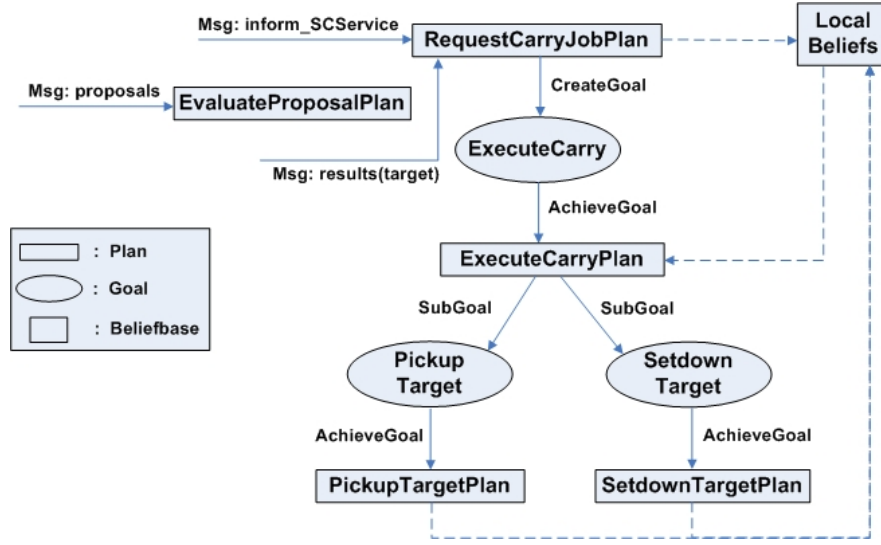 Msg: inform_SCService
RequestCarryJobPlan
Local
Beliefs
Msg: proposals
EvaluateProposalPlan
CreateGoal
ExecuteCarry
Msg: results(target)
AchieveGoal
ExecuteCarryPlan
: Plan
: Goal
: Beliefbase
SubGoal
SubGoal
Pickup
Target
Setdown
Target
AchieveGoal
AchieveGoal
PickupTargetPlan
SetdownTargetPlan